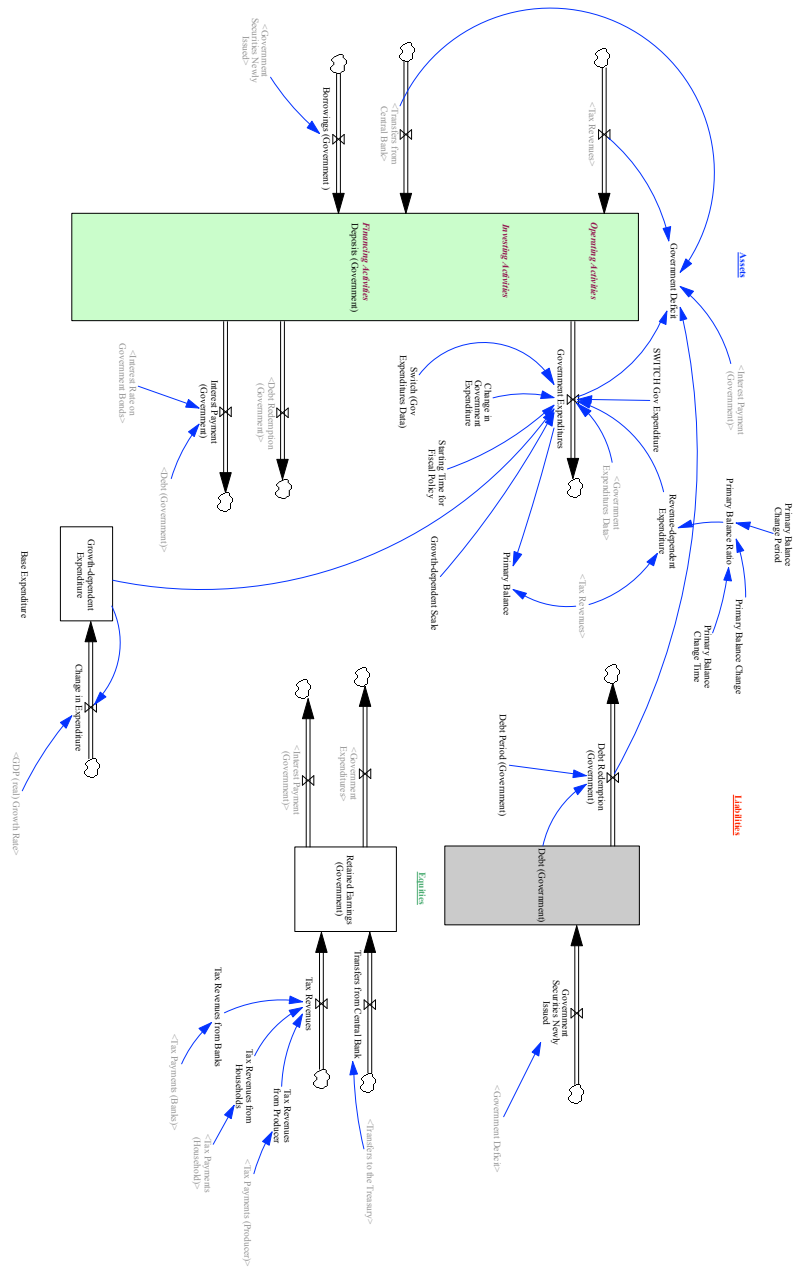 Primary Balance
Change Period
Assets
Liabilities
<Interest Payment
(Government)>
Primary Balance Change
Primary Balance Ratio
Primary Balance
Change Time
Government Deficit
Revenue-dependent
Expenditure
SWITCH Gov Expenditure
<Government
Expenditures Data>
<Tax Revenues>
Operating Activities
<Tax Revenues>
Debt Redemption
(Government)
Government Expenditures
Government
Securities Newly
Issued
Debt (Government)
Investing Activities
Primary Balance
Debt Period (Government)
<Government Deficit>
Change in
Government
Expenditure
Starting Time for
Fiscal Policy
Growth-dependent Scale
Switch (Gov
Expenditures Data)
Equities
<Transfers from
Central Bank>
Financing Activities
Deposits (Government)
<Government
Expenditures>
Retained Earnings
(Government)
Transfers from Central Bank
<Transfers to the Treasury>
Borrowings (Government )
<Interest Payment
(Government)>
Tax Revenues
<Debt Redemption
(Government)>
Tax Revenues
from Producer
<Government
Securities Newly
Issued>
Tax Revenues from
Households
<Tax Payments (Producer)>
Interest Payment
(Government)
Tax Revenues from Banks
<Tax Payments
(Household)>
<Debt (Government)>
<Tax Payments (Banks)>
<Interest Rate on
Government Bonds>
Growth-dependent
Expenditure
Change in Expenditure
Base Expenditure
<GDP (real) Growth Rate>